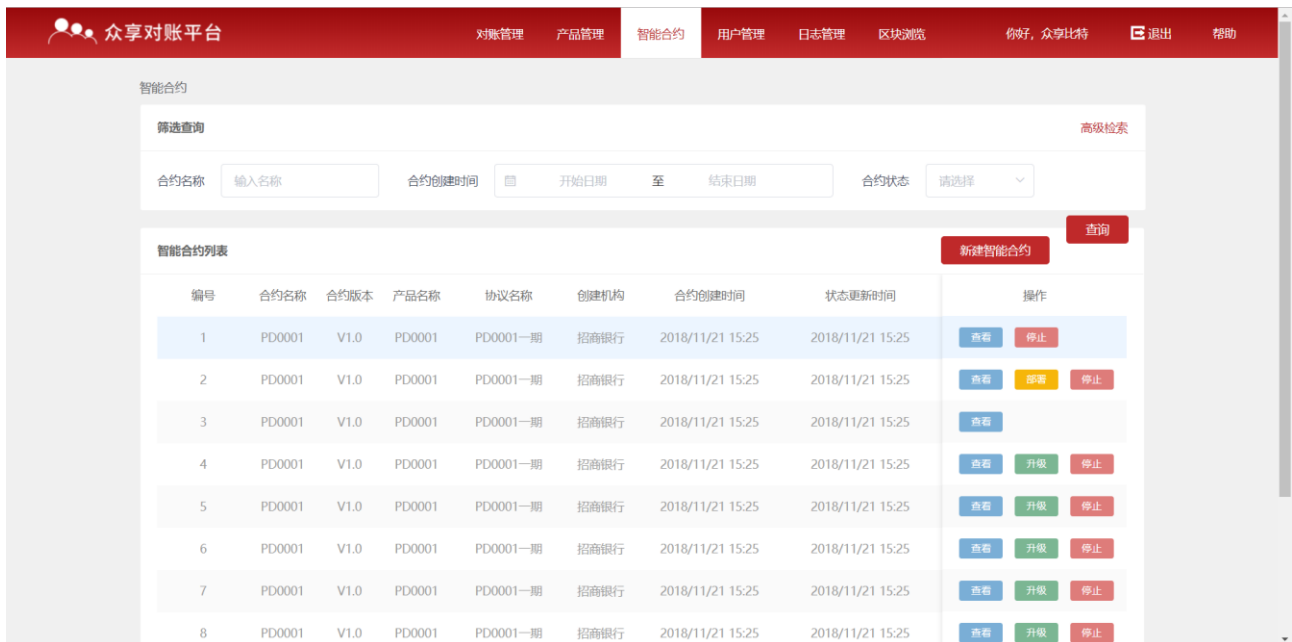 众享对账平台 对账管理 产品管理 智能合约 用户管理 日志管理 区块浏览 你好，众享比特 退出 帮助
智能合约
筛选查询 高级检索
合约名称 输入名称 合约创建时间 开始日期 至 结束日期 合约状态 请选择
查询
智能合约列表 新建智能合约
编号 合约名称 合约版本 产品名称 协议名称 创建机构 合约创建时间 状态更新时间 操作
1 PD0001 V1.0 PD0001 PD0001一期 招商银行 2018/11/21 15:25 2018/11/21 15:25 查看 停止
2 PD0001 V1.0 PD0001 PD0001一期 招商银行 2018/11/21 15:25 2018/11/21 15:25 查看 部署 停止
3 PD0001 V1.0 PD0001 PD0001一期 招商银行 2018/11/21 15:25 2018/11/21 15:25 查看
4 PD0001 V1.0 PD0001 PD0001一期 招商银行 2018/11/21 15:25 2018/11/21 15:25 查看 升级 停止
5 PD0001 V1.0 PD0001 PD0001一期 招商银行 2018/11/21 15:25 2018/11/21 15:25 查看 升级 停止
6 PD0001 V1.0 PD0001 PD0001一期 招商银行 2018/11/21 15:25 2018/11/21 15:25 查看 升级 停止
7 PD0001 V1.0 PD0001 PD0001一期 招商银行 2018/11/21 15:25 2018/11/21 15:25 查看 升级 停止
8 PD0001 V1.0 PD0001 PD0001一期 招商银行 2018/11/21 15:25 2018/11/21 15:25 查看 升级 停止